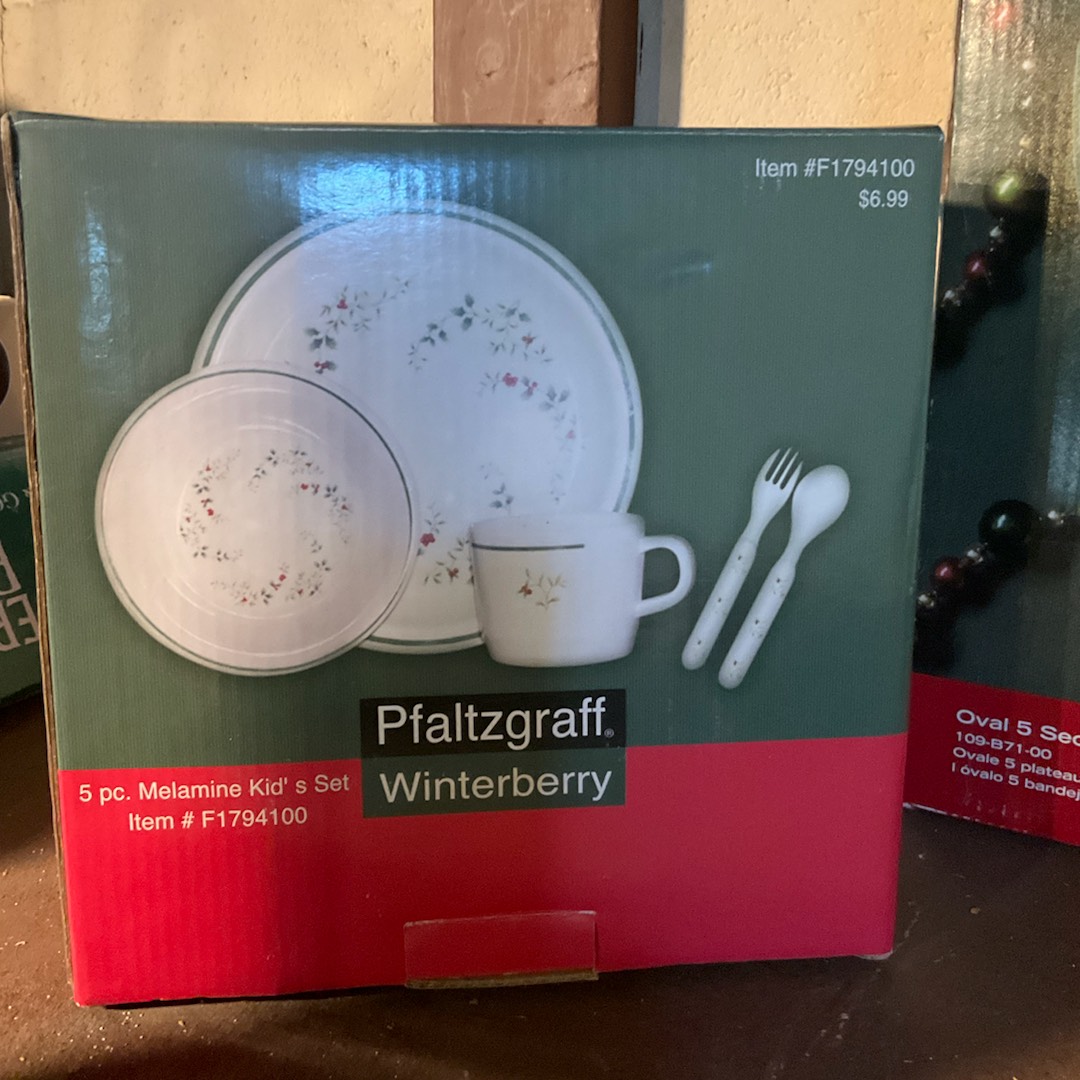 Item #F1794100
$6.99
Pfaltzgraff®
Winterberry
5 pc. Melamine Kid' s Set
Item # F1794100
Oval 5 Sec
109-B71-00
Ovale 5 plateau
l óvalo 5 bandej